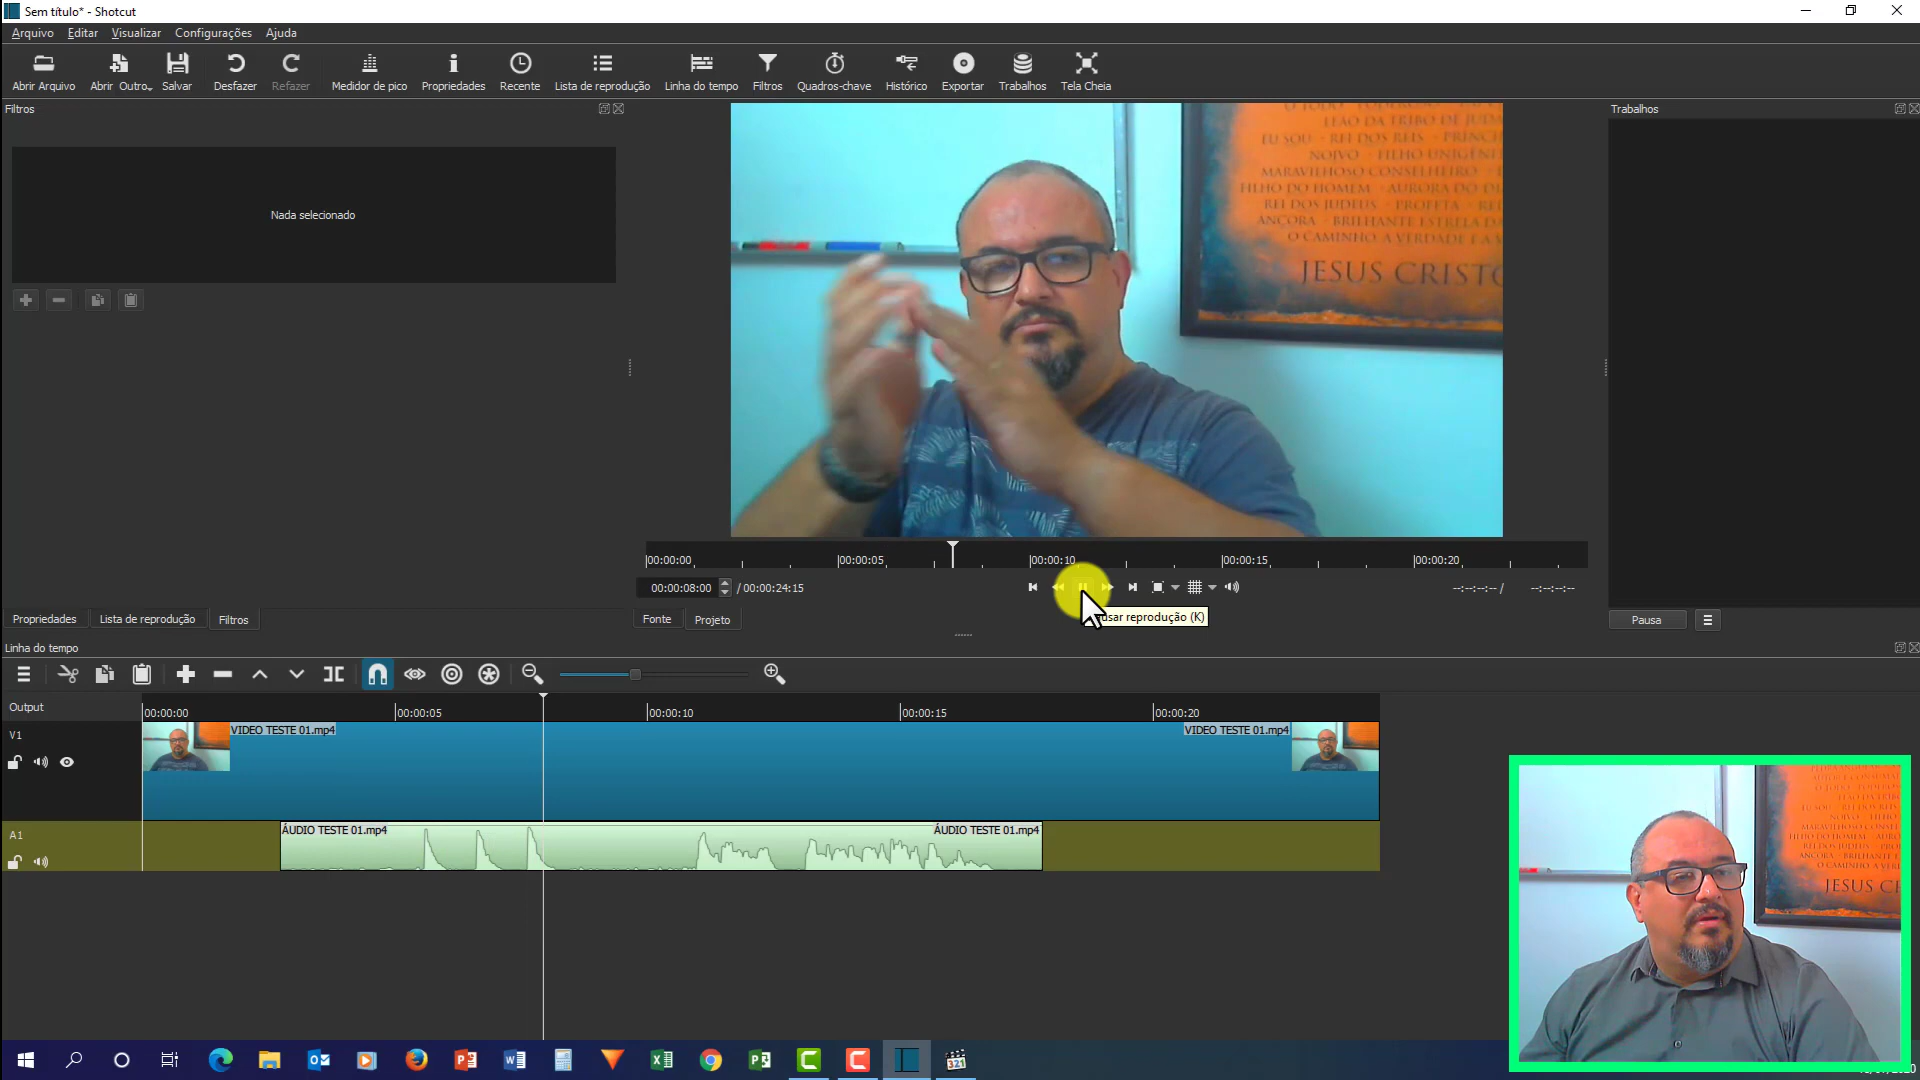 Sem título* - Shotcut
Arquivo Editar Visualizar Configurações Ajuda
Abrir Arquivo Abrir Outro.. Salvar Desfazer Refazer Medidor de pico Propriedades Recente Lista de reprodução Linha do tempo Filtros Quadros-chave Histórico Exportar Trabalhos Tela Cheia
Filtros
Trabalhos
Nada selecionado
LEÃO DA TRIBO DE JUDÁ
EU SOU - REI DOS REIS - PRÍNCI
NOIVO - FILHO UNIGÊNI
MARAVILHOSO CONSELHEIRO
FILHO DO HOMEM - AURORA DO DI
REI DOS JUDEUS - PROFETA - RE
ÂNCORA - BRILHANTE ESTRELA D
O CAMINHO A VERDADE E A
JESUS CRISTO
00:00:00 00:00:05 00:00:10 00:00:15 00:00:20
00:00:08:00 / 00:00:24:15
--:--:--:-- / --:--:--:--
usar reprodução (K)
Propriedades Lista de reprodução Filtros
Fonte Projeto
Pausa
Linha do tempo
Output
00:00:00 00:00:05 00:00:10 00:00:15 00:00:20
V1
VIDEO TESTE 01.mp4 VIDEO TESTE 01.mp4
A1
ÁUDIO TESTE 01.mp4 ÁUDIO TESTE 01.mp4
JESUS C
321